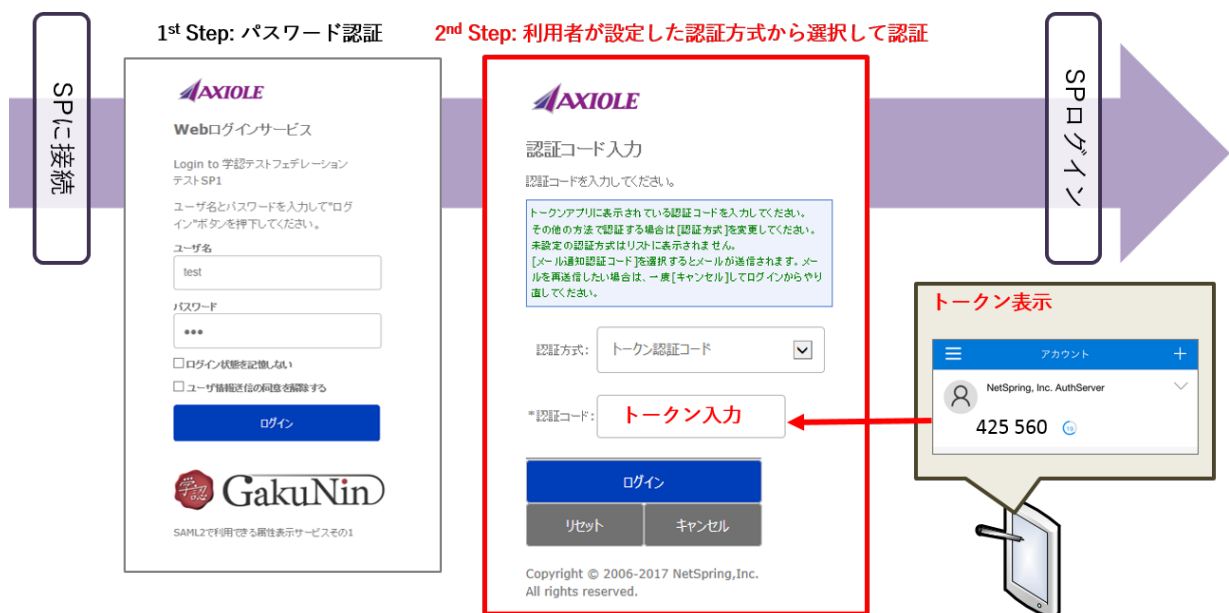 1st Step: パスワード認証
2nd Step: 利用者が設定した認証方式から選択して認証
SPに接続
AXIOLE
Webログインサービス
Login to 学認テストフェデレーション
テストSP1
ユーザ名とパスワードを入力して"ログ
イン"ボタンを押下してください。
ユーザ名
test
パスワード
●●●
ログイン状態を記憶しない
ユーザ情報送信の同意を解除する
ログイン
学認
GakuNin
SAML2で利用できる属性表示サービスその1
AXIOLE
認証コード入力
認証コードを入力してください。
トークンアプリに表示されている認証コードを入力してください。
その他の方法で認証する場合は[認証方式]を変更してください。
未設定の認証方式はリストに表示されません。
[メール通知認証コード]を選択するとメールが送信されます。メー
ルを再送信したい場合は、一度[キャンセル]してログインからやり
直してください。
認証方式: トークン認証コード
*認証コード: トークン入力
ログイン
リセット キャンセル
Copyright © 2006-2017 NetSpring,Inc.
All rights reserved.
SPログイン
トークン表示
アカウント
NetSpring, Inc. AuthServer
425 560